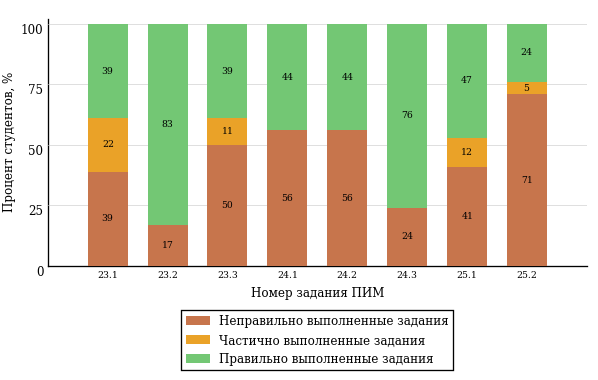 Процент студентов, %
100
75
50
25
0
39 83 39 44 44 76 47 24
22 11 12 5
39 17 50 56 56 24 41 71
23.1 23.2 23.3 24.1 24.2 24.3 25.1 25.2
Номер задания ПИМ
Неправильно выполненные задания
Частично выполненные задания
Правильно выполненные задания